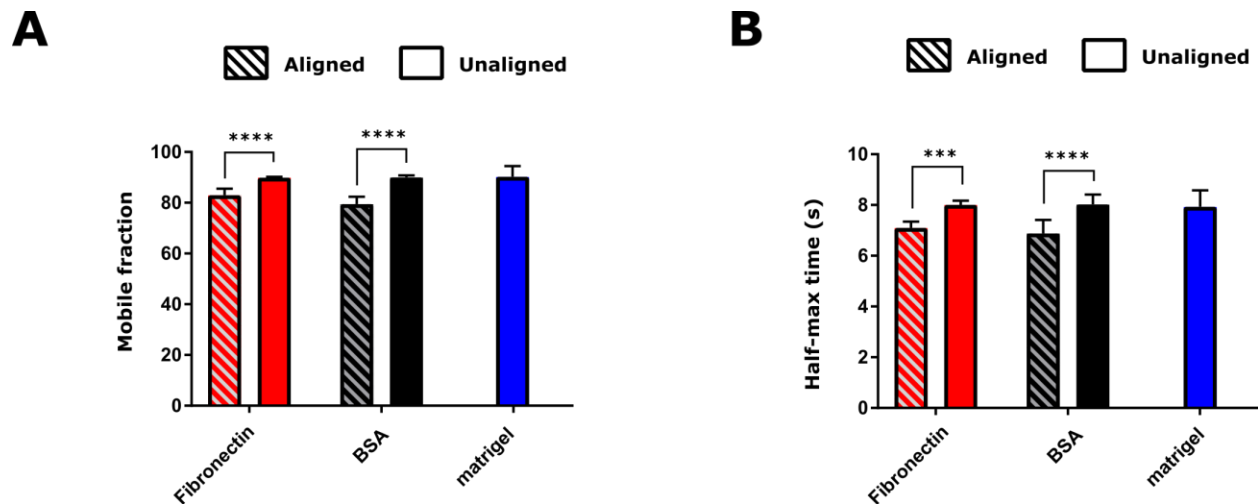 A
Aligned
Unaligned
Mobile fraction
100
80
60
40
20
0
****
****
Fibronectin
BSA
matrigel
B
Aligned
Unaligned
Half-max time (s)
10
8
6
4
2
0
***
****
Fibronectin
BSA
matrigel